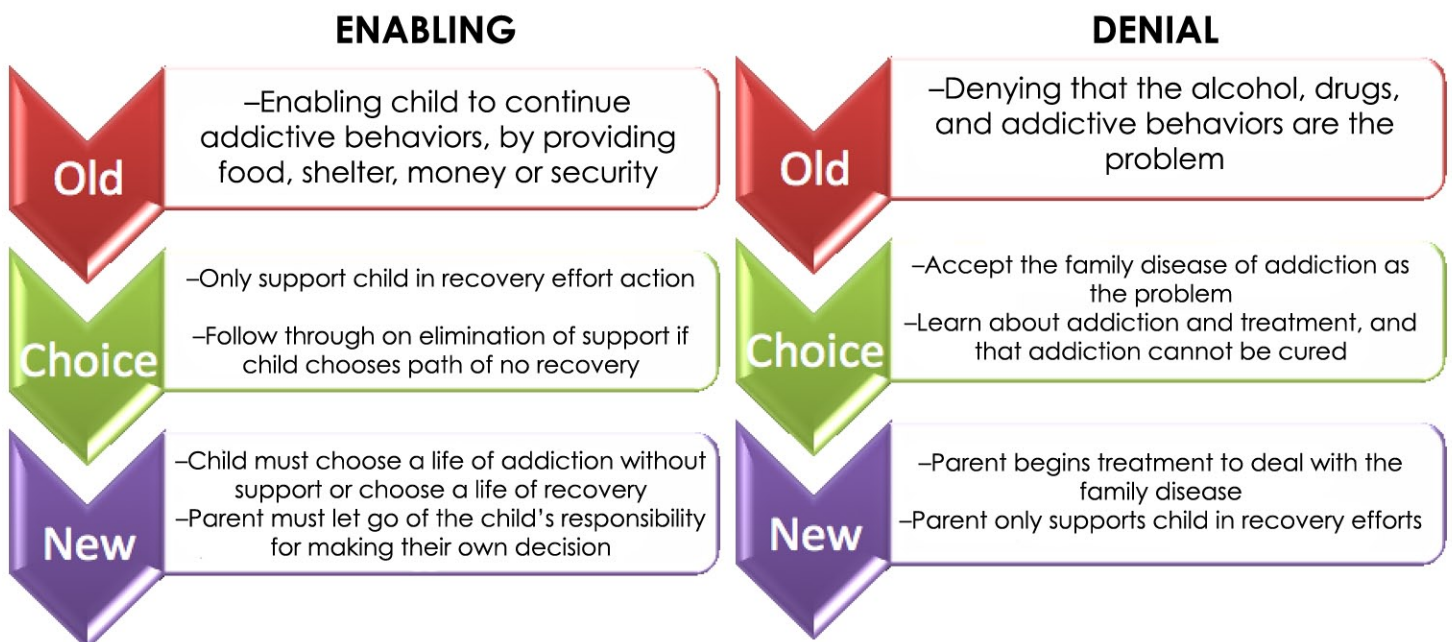 ENABLING
Old
–Enabling child to continue
addictive behaviors, by providing
food, shelter, money or security
Choice
–Only support child in recovery effort action
–Follow through on elimination of support if
child chooses path of no recovery
New
–Child must choose a life of addiction without
support or choose a life of recovery
–Parent must let go of the child’s responsibility
for making their own decision
DENIAL
Old
–Denying that the alcohol, drugs,
and addictive behaviors are the
problem
Choice
–Accept the family disease of addiction as
the problem
–Learn about addiction and treatment, and
that addiction cannot be cured
New
–Parent begins treatment to deal with the
family disease
–Parent only supports child in recovery efforts